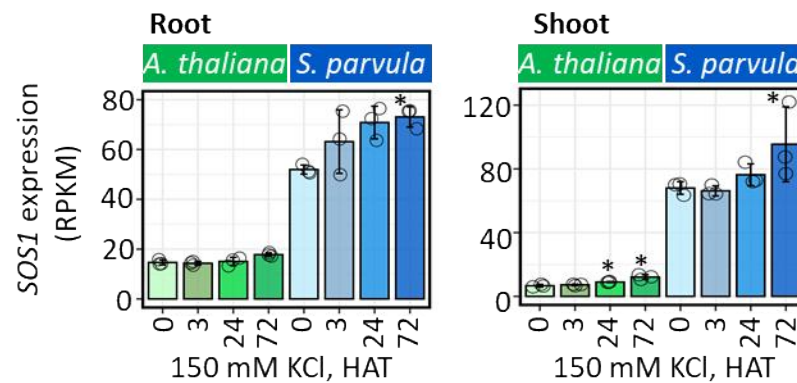 Root
A. thaliana S. parvula
SOS1 expression
(RPKM)
80
60
40
20
0
*
0 3 24 72 0 3 24 72
150 mM KCl, HAT
Shoot
A. thaliana S. parvula
120
80
40
0
* * *
0 3 24 72 0 3 24 72
150 mM KCl, HAT